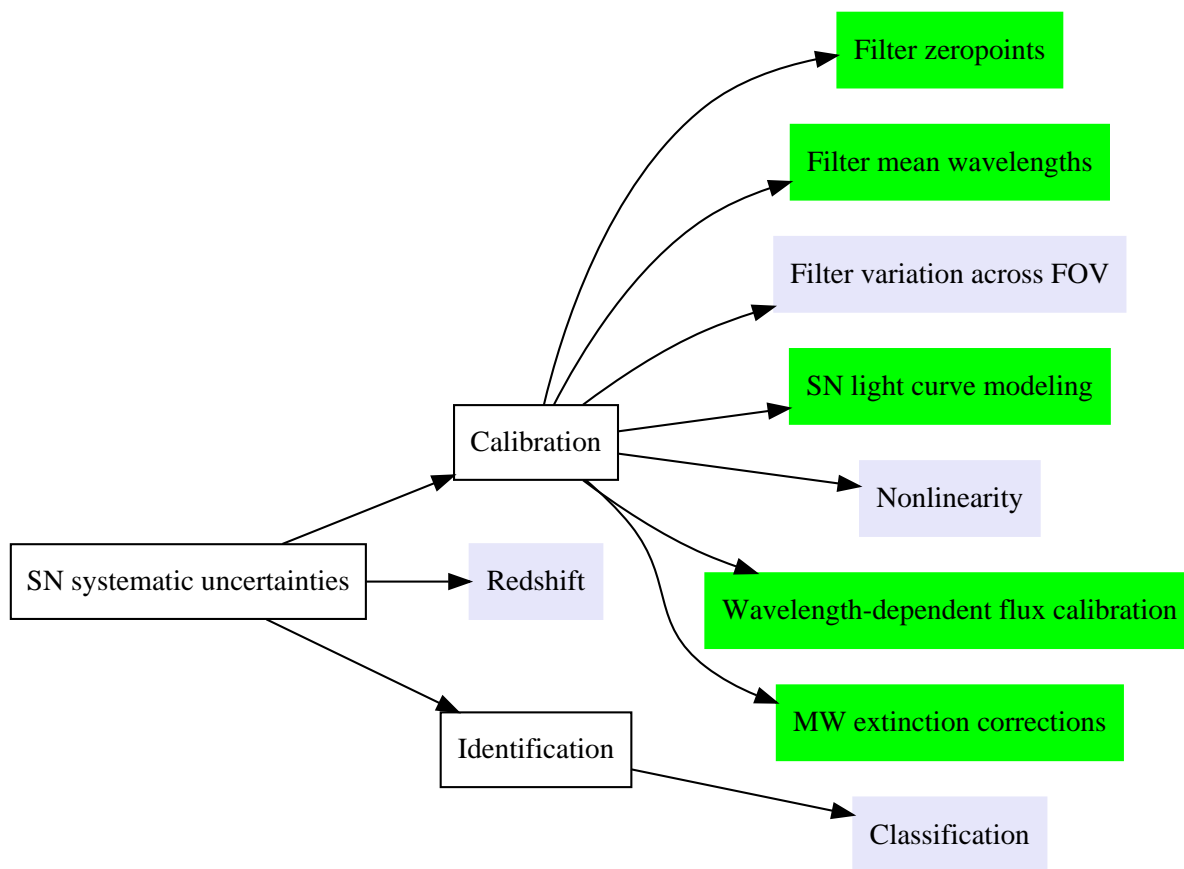 Filter zeropoints
Filter mean wavelengths
Filter variation across FOV
SN light curve modeling
Calibration
Nonlinearity
SN systematic uncertainties
Redshift
Wavelength-dependent flux calibration
MW extinction corrections
Identification
Classification